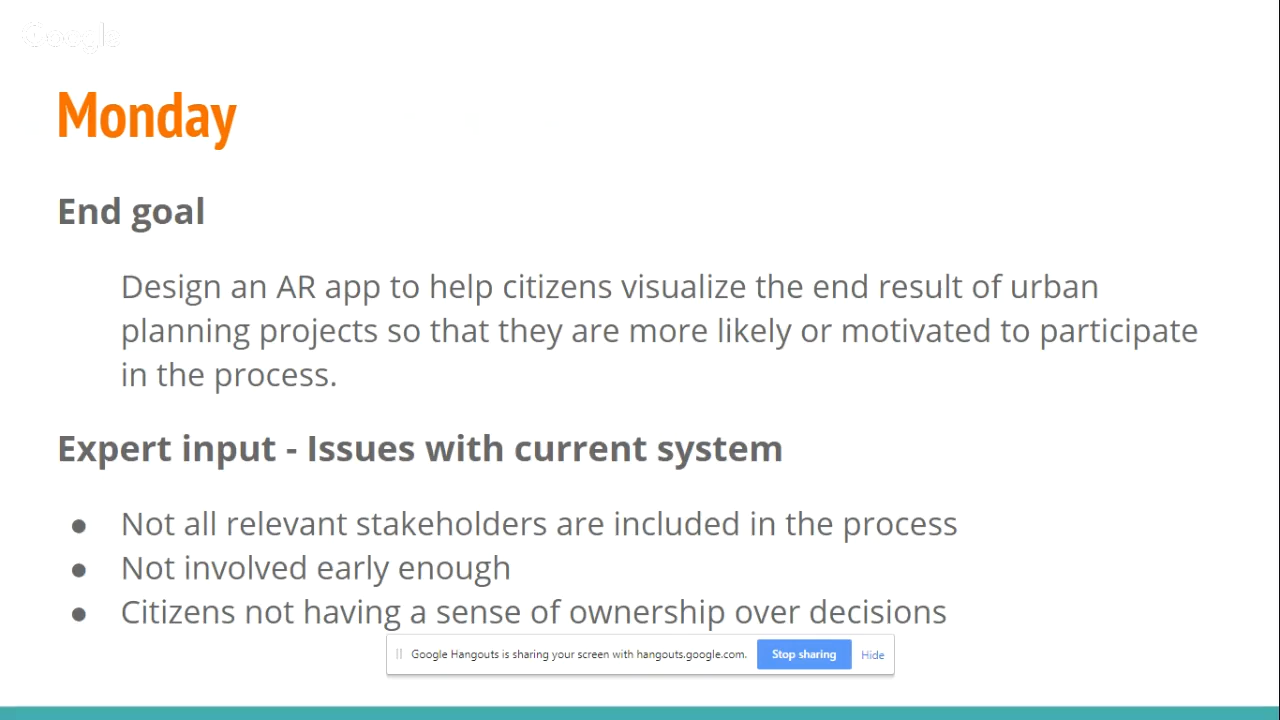 Google
Monday
End goal
Design an AR app to help citizens visualize the end result of urban
planning projects so that they are more likely or motivated to participate
in the process.
Expert input - Issues with current system
● Not all relevant stakeholders are included in the process
● Not involved early enough
● Citizens not having a sense of ownership over decisions
Google Hangouts is sharing your screen with hangouts.google.com. Stop sharing Hide